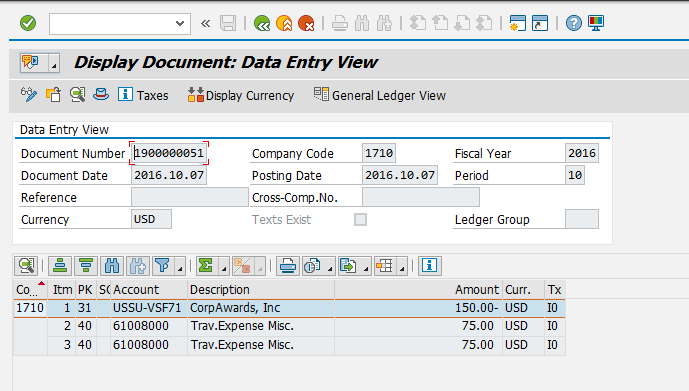 Display Document: Data Entry View
Taxes Display Currency General Ledger View
Data Entry View
Document Number 1900000051 Company Code 1710 Fiscal Year 2016
Document Date 2016.10.07 Posting Date 2016.10.07 Period 10
Reference Cross-Comp.No.
Currency USD Texts Exist Ledger Group
Co... Itm PK SG Account Description Amount Curr. Tx
1710 1 31 USSU-VSF71 CorpAwards, Inc 150.00- USD I0
2 40 61008000 Trav.Expense Misc. 75.00 USD I0
3 40 61008000 Trav.Expense Misc. 75.00 USD I0